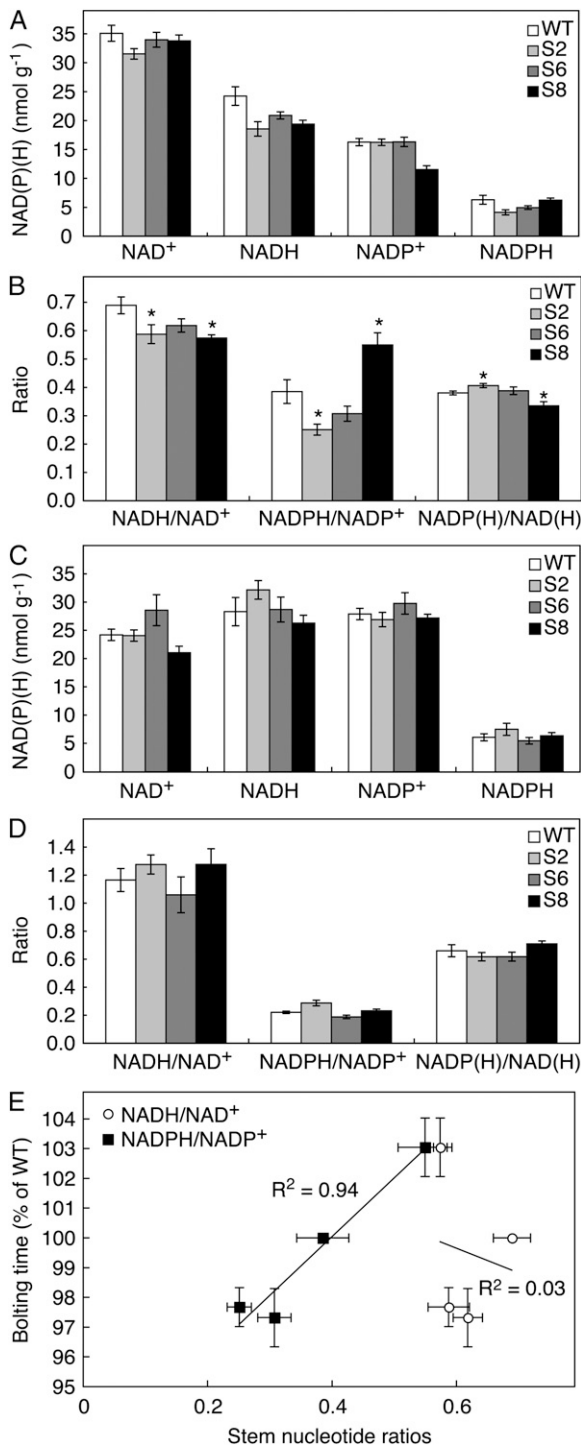 A
NAD(P)(H) (nmol g⁻¹)
35
30
25
20
15
10
5
0
WT
S2
S6
S8
NAD⁺ NADH NADP⁺ NADPH
B
Ratio
0.7
0.6
0.5
0.4
0.3
0.2
0.1
0.0
* * * * * *
WT
S2
S6
S8
NADH/NAD⁺ NADPH/NADP⁺ NADP(H)/NAD(H)
C
NAD(P)(H) (nmol g⁻¹)
35
30
25
20
15
10
5
0
WT
S2
S6
S8
NAD⁺ NADH NADP⁺ NADPH
D
Ratio
1.4
1.2
1.0
0.8
0.6
0.4
0.2
0.0
WT
S2
S6
S8
NADH/NAD⁺ NADPH/NADP⁺ NADP(H)/NAD(H)
E
Bolting time (% of WT)
104
103
102
101
100
99
98
97
96
95
NADH/NAD⁺
NADPH/NADP⁺
R² = 0.94
R² = 0.03
0 0.2 0.4 0.6
Stem nucleotide ratios